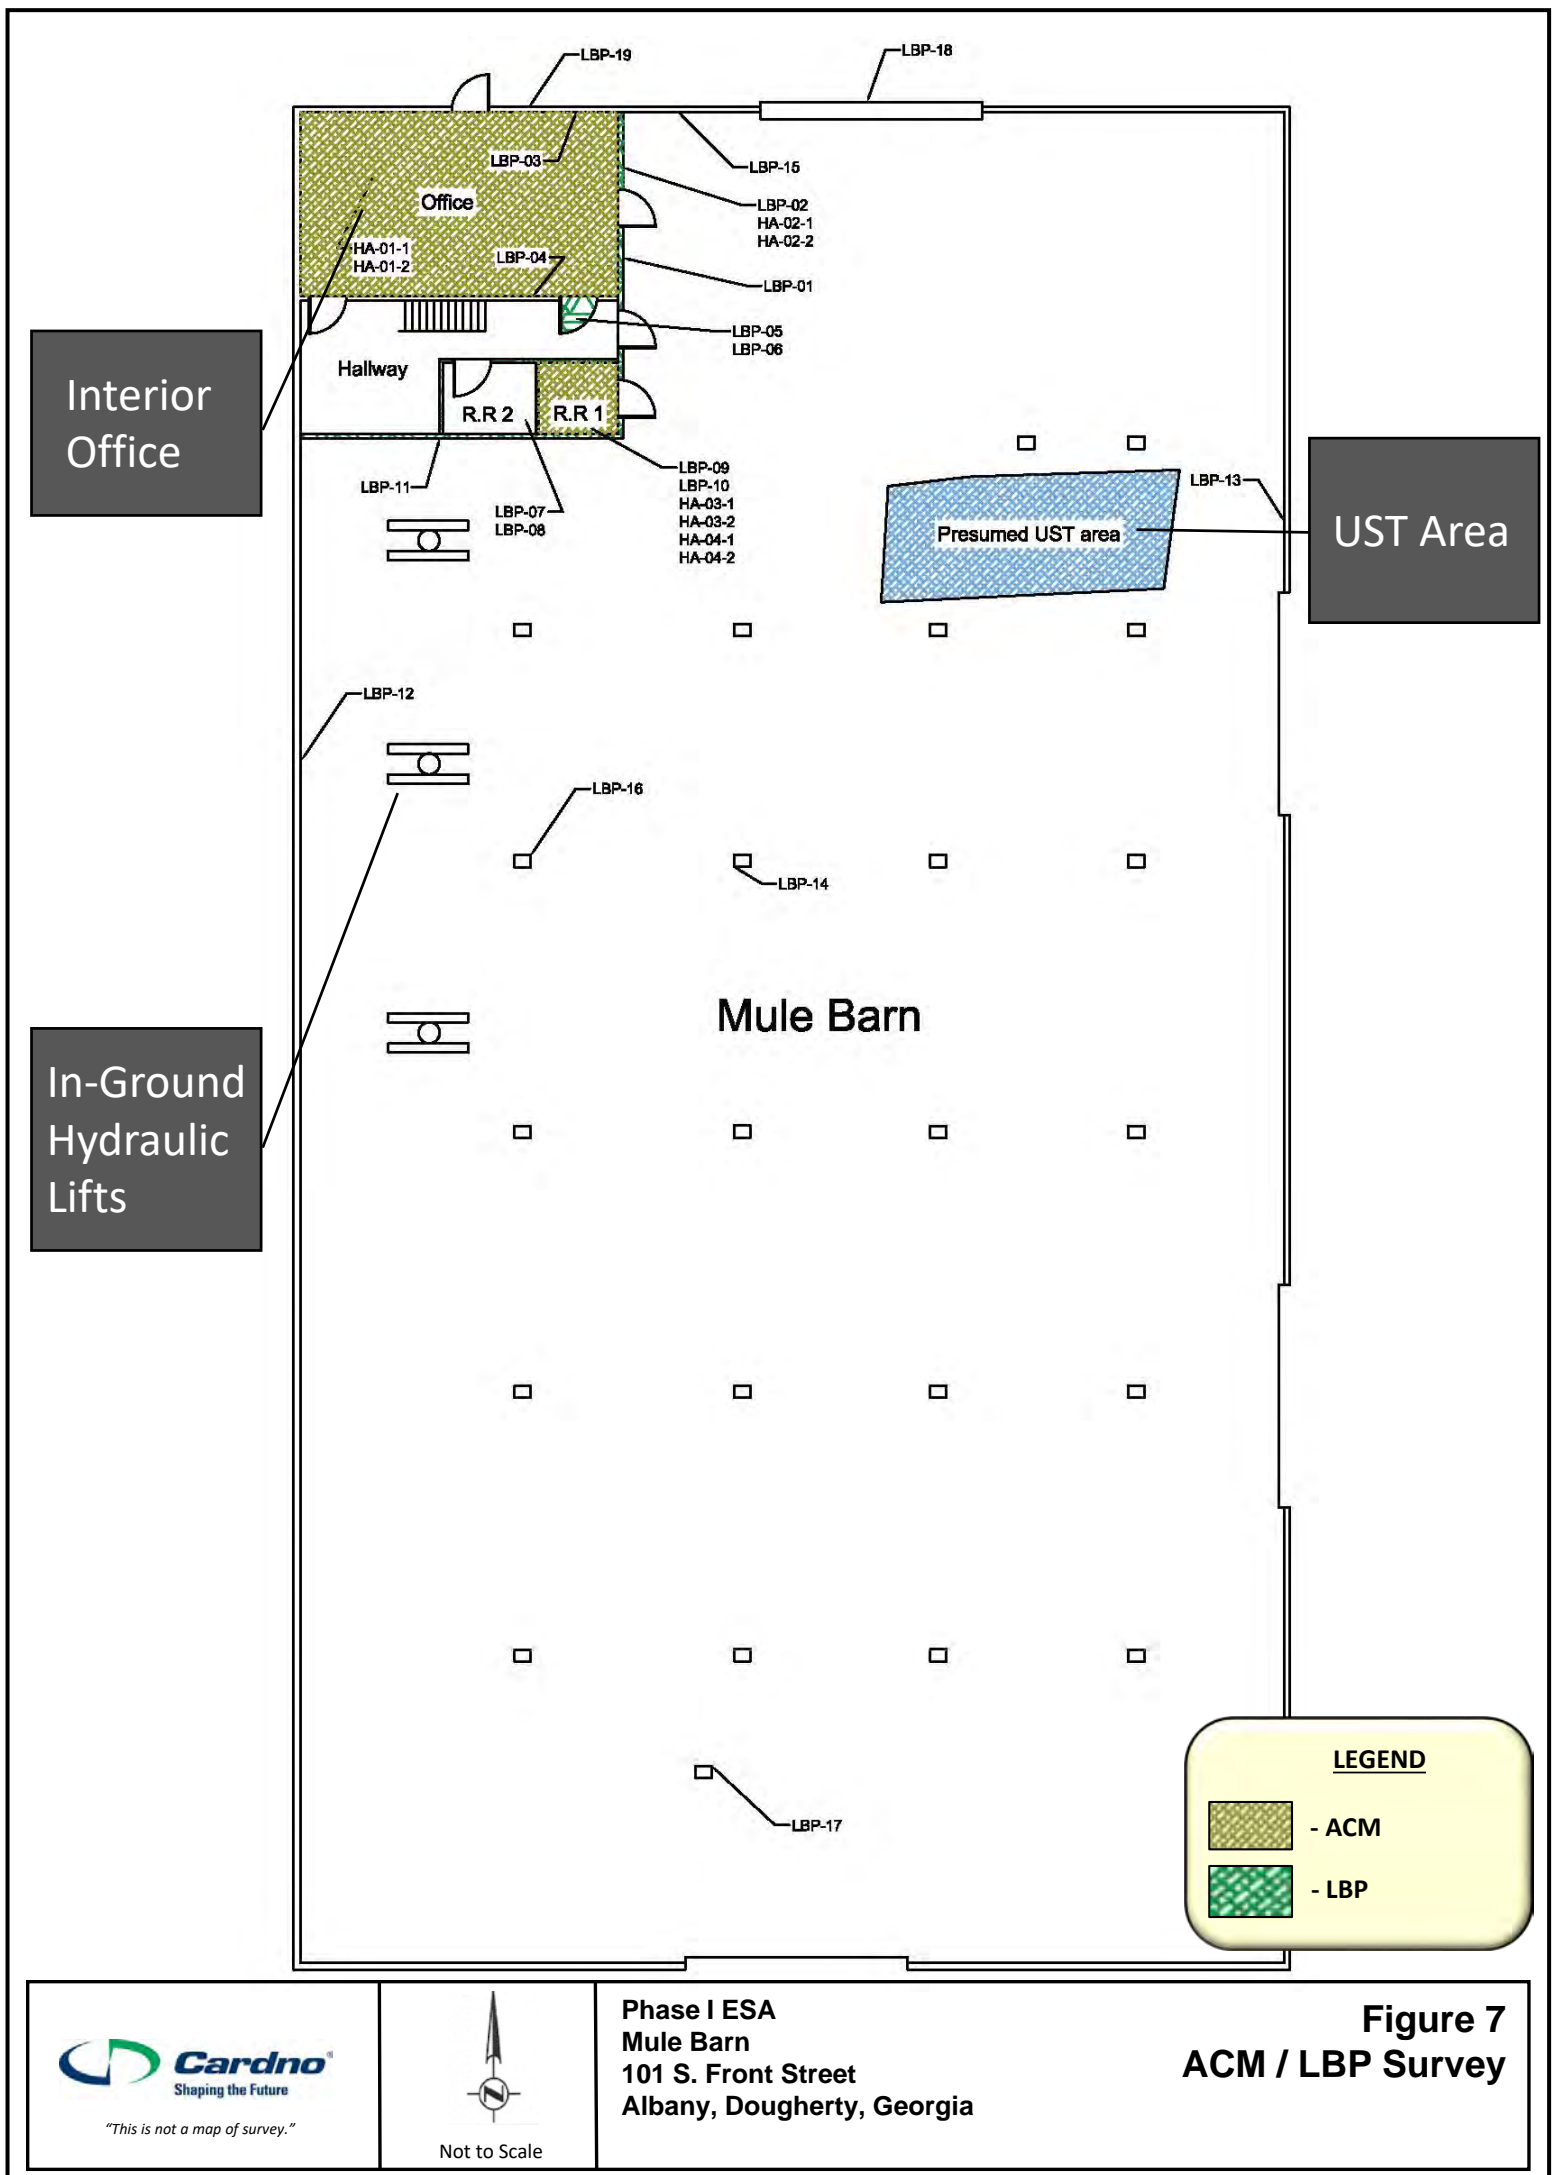 LBP-19
LBP-18
LBP-03
LBP-15
Office
LBP-02
HA-02-1
HA-02-2
HA-01-1
HA-01-2
LBP-04
LBP-01
LBP-05
LBP-06
Interior
Office
Hallway
R.R 2
R.R 1
LBP-11
LBP-07
LBP-08
LBP-09
LBP-10
HA-03-1
HA-03-2
HA-04-1
HA-04-2
LBP-13
Presumed UST area
UST Area
LBP-12
LBP-16
LBP-14
Mule Barn
In-Ground
Hydraulic
Lifts
LBP-17
LEGEND
- ACM
- LBP
Cardno®
Shaping the Future
“This is not a map of survey.”
N
Not to Scale
Phase I ESA
Mule Barn
101 S. Front Street
Albany, Dougherty, Georgia
Figure 7
ACM / LBP Survey